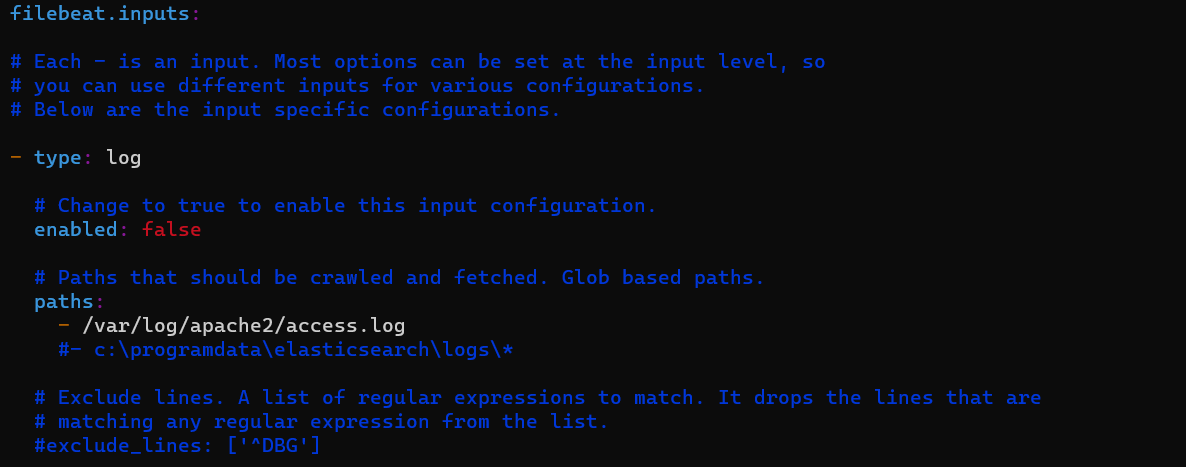 filebeat.inputs:
# Each - is an input. Most options can be set at the input level, so
# you can use different inputs for various configurations.
# Below are the input specific configurations.
- type: log
# Change to true to enable this input configuration.
enabled: false
# Paths that should be crawled and fetched. Glob based paths.
paths:
- /var/log/apache2/access.log
#- c:\programdata\elasticsearch\logs\*
# Exclude lines. A list of regular expressions to match. It drops the lines that are
# matching any regular expression from the list.
#exclude_lines: ['^DBG']